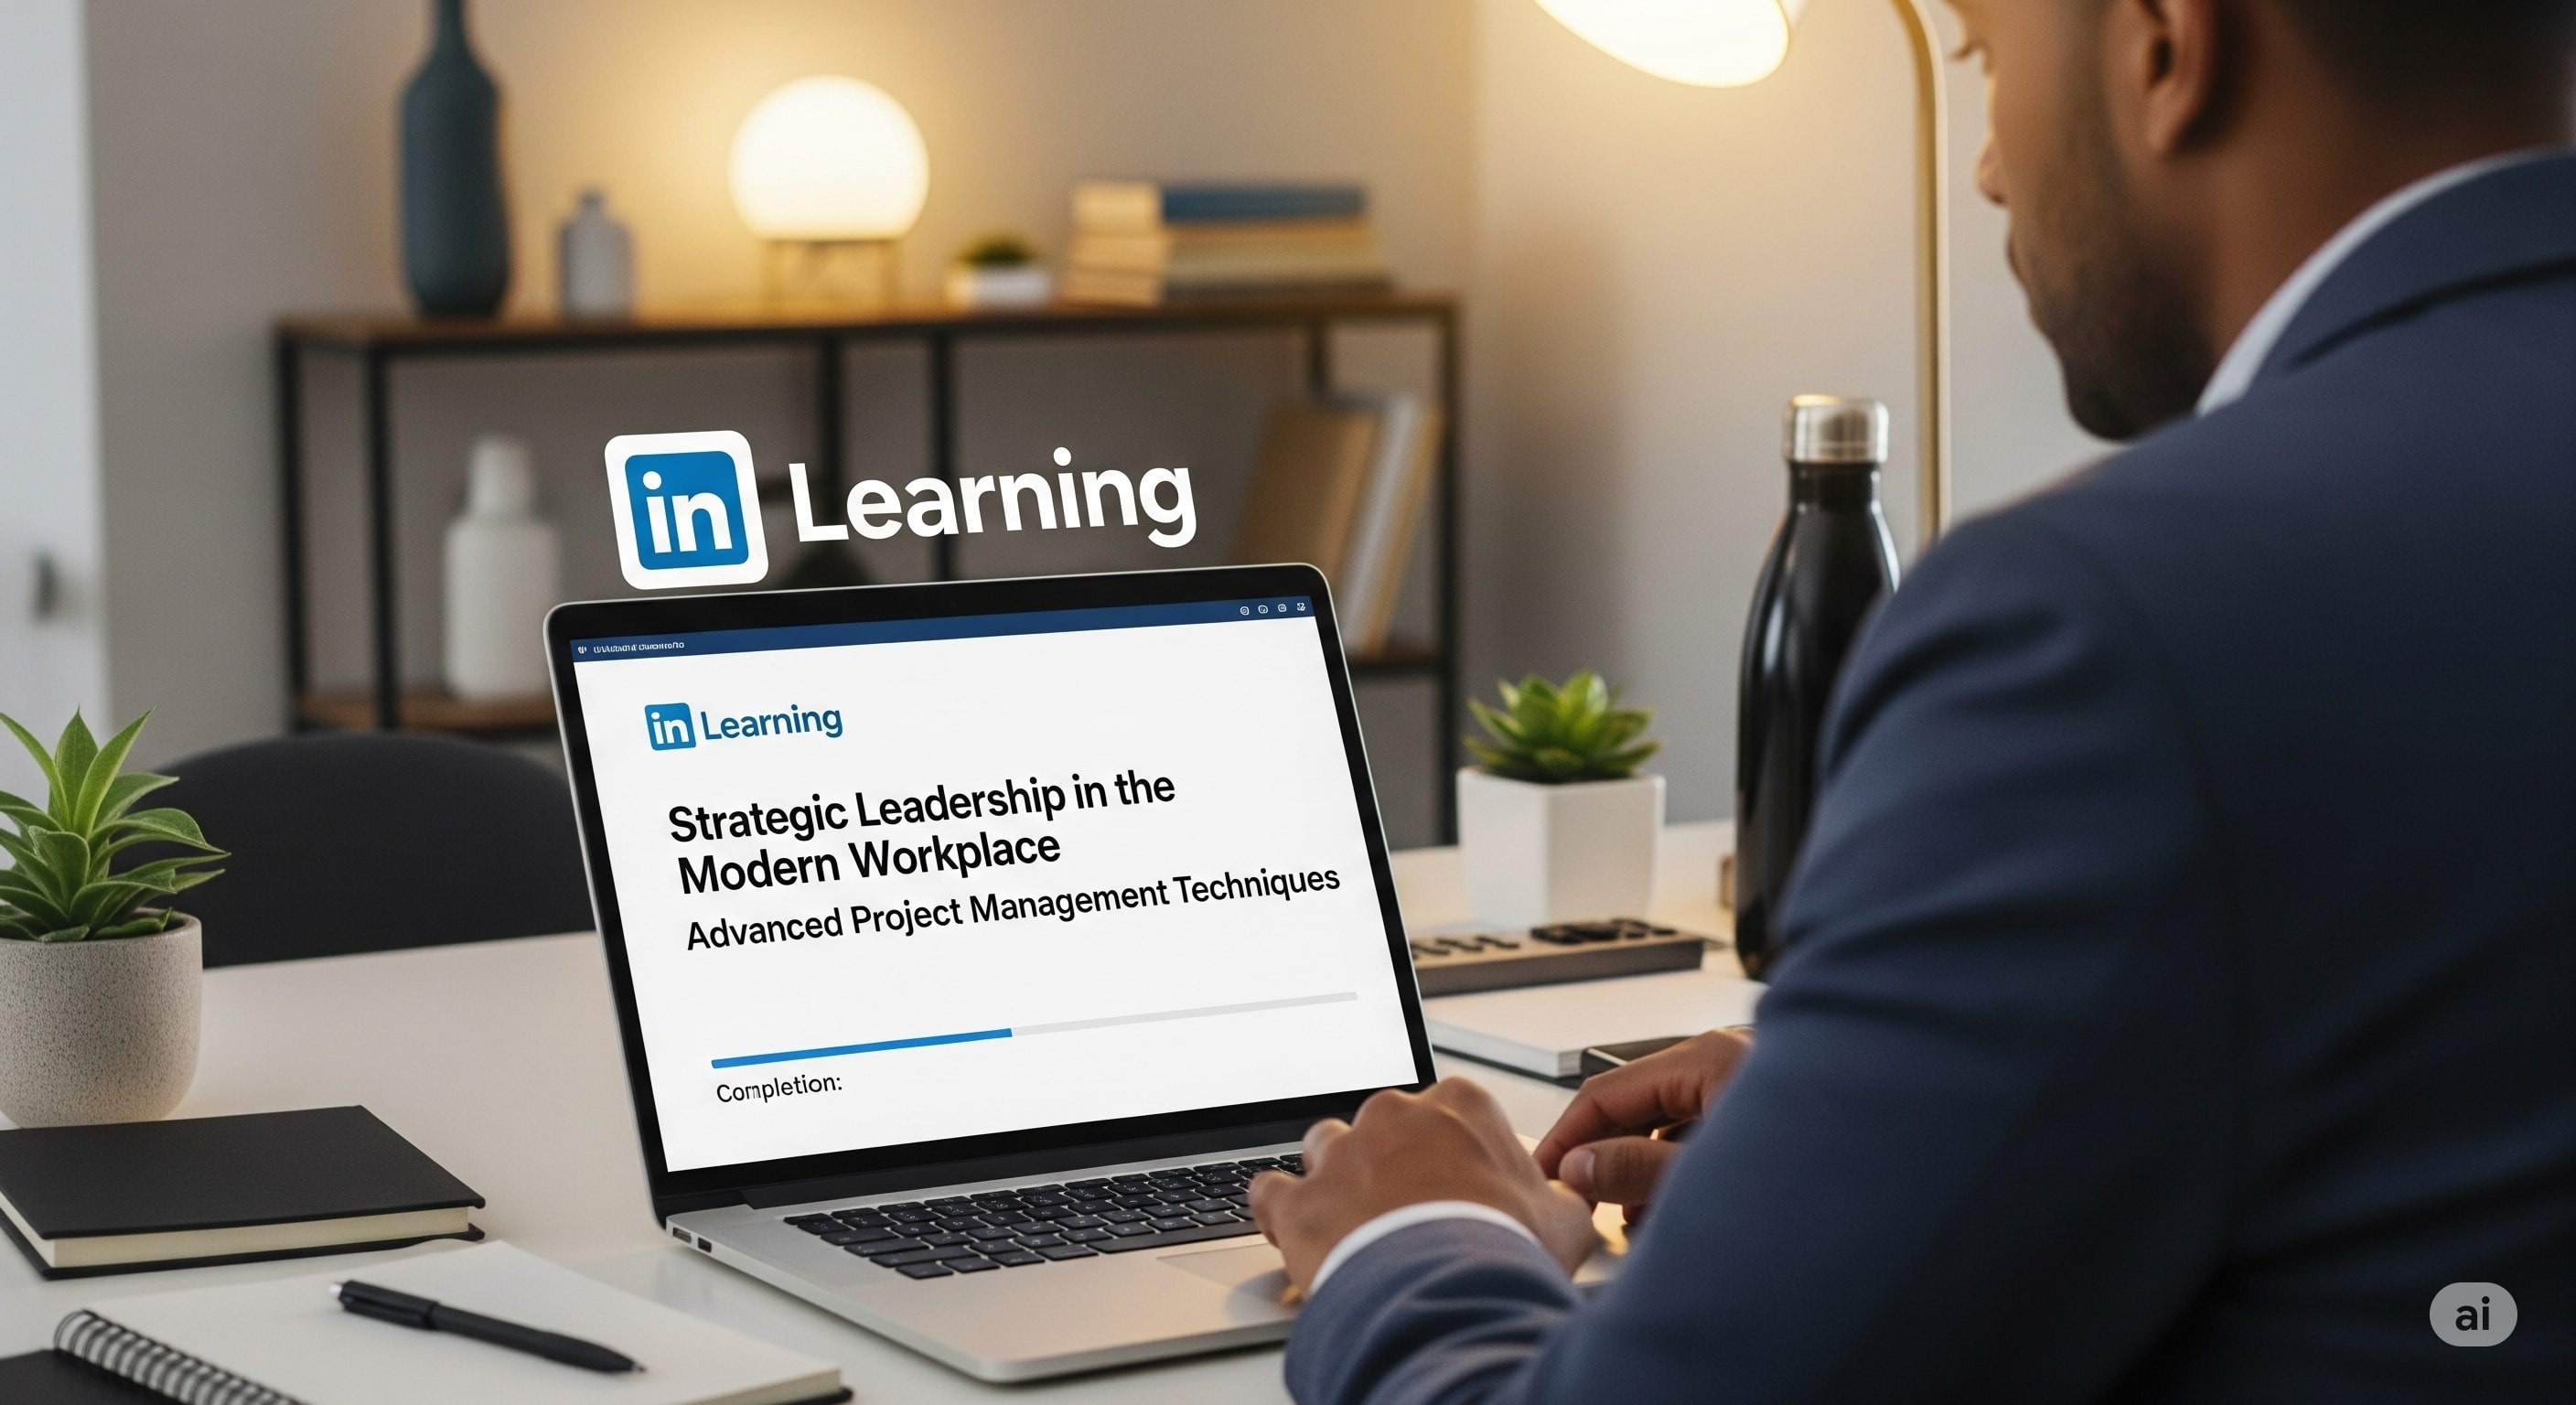 in Learning
in Learning
Strategic Leadership in the
Modern Workplace
Advanced Project Management Techniques
Completion:
ai